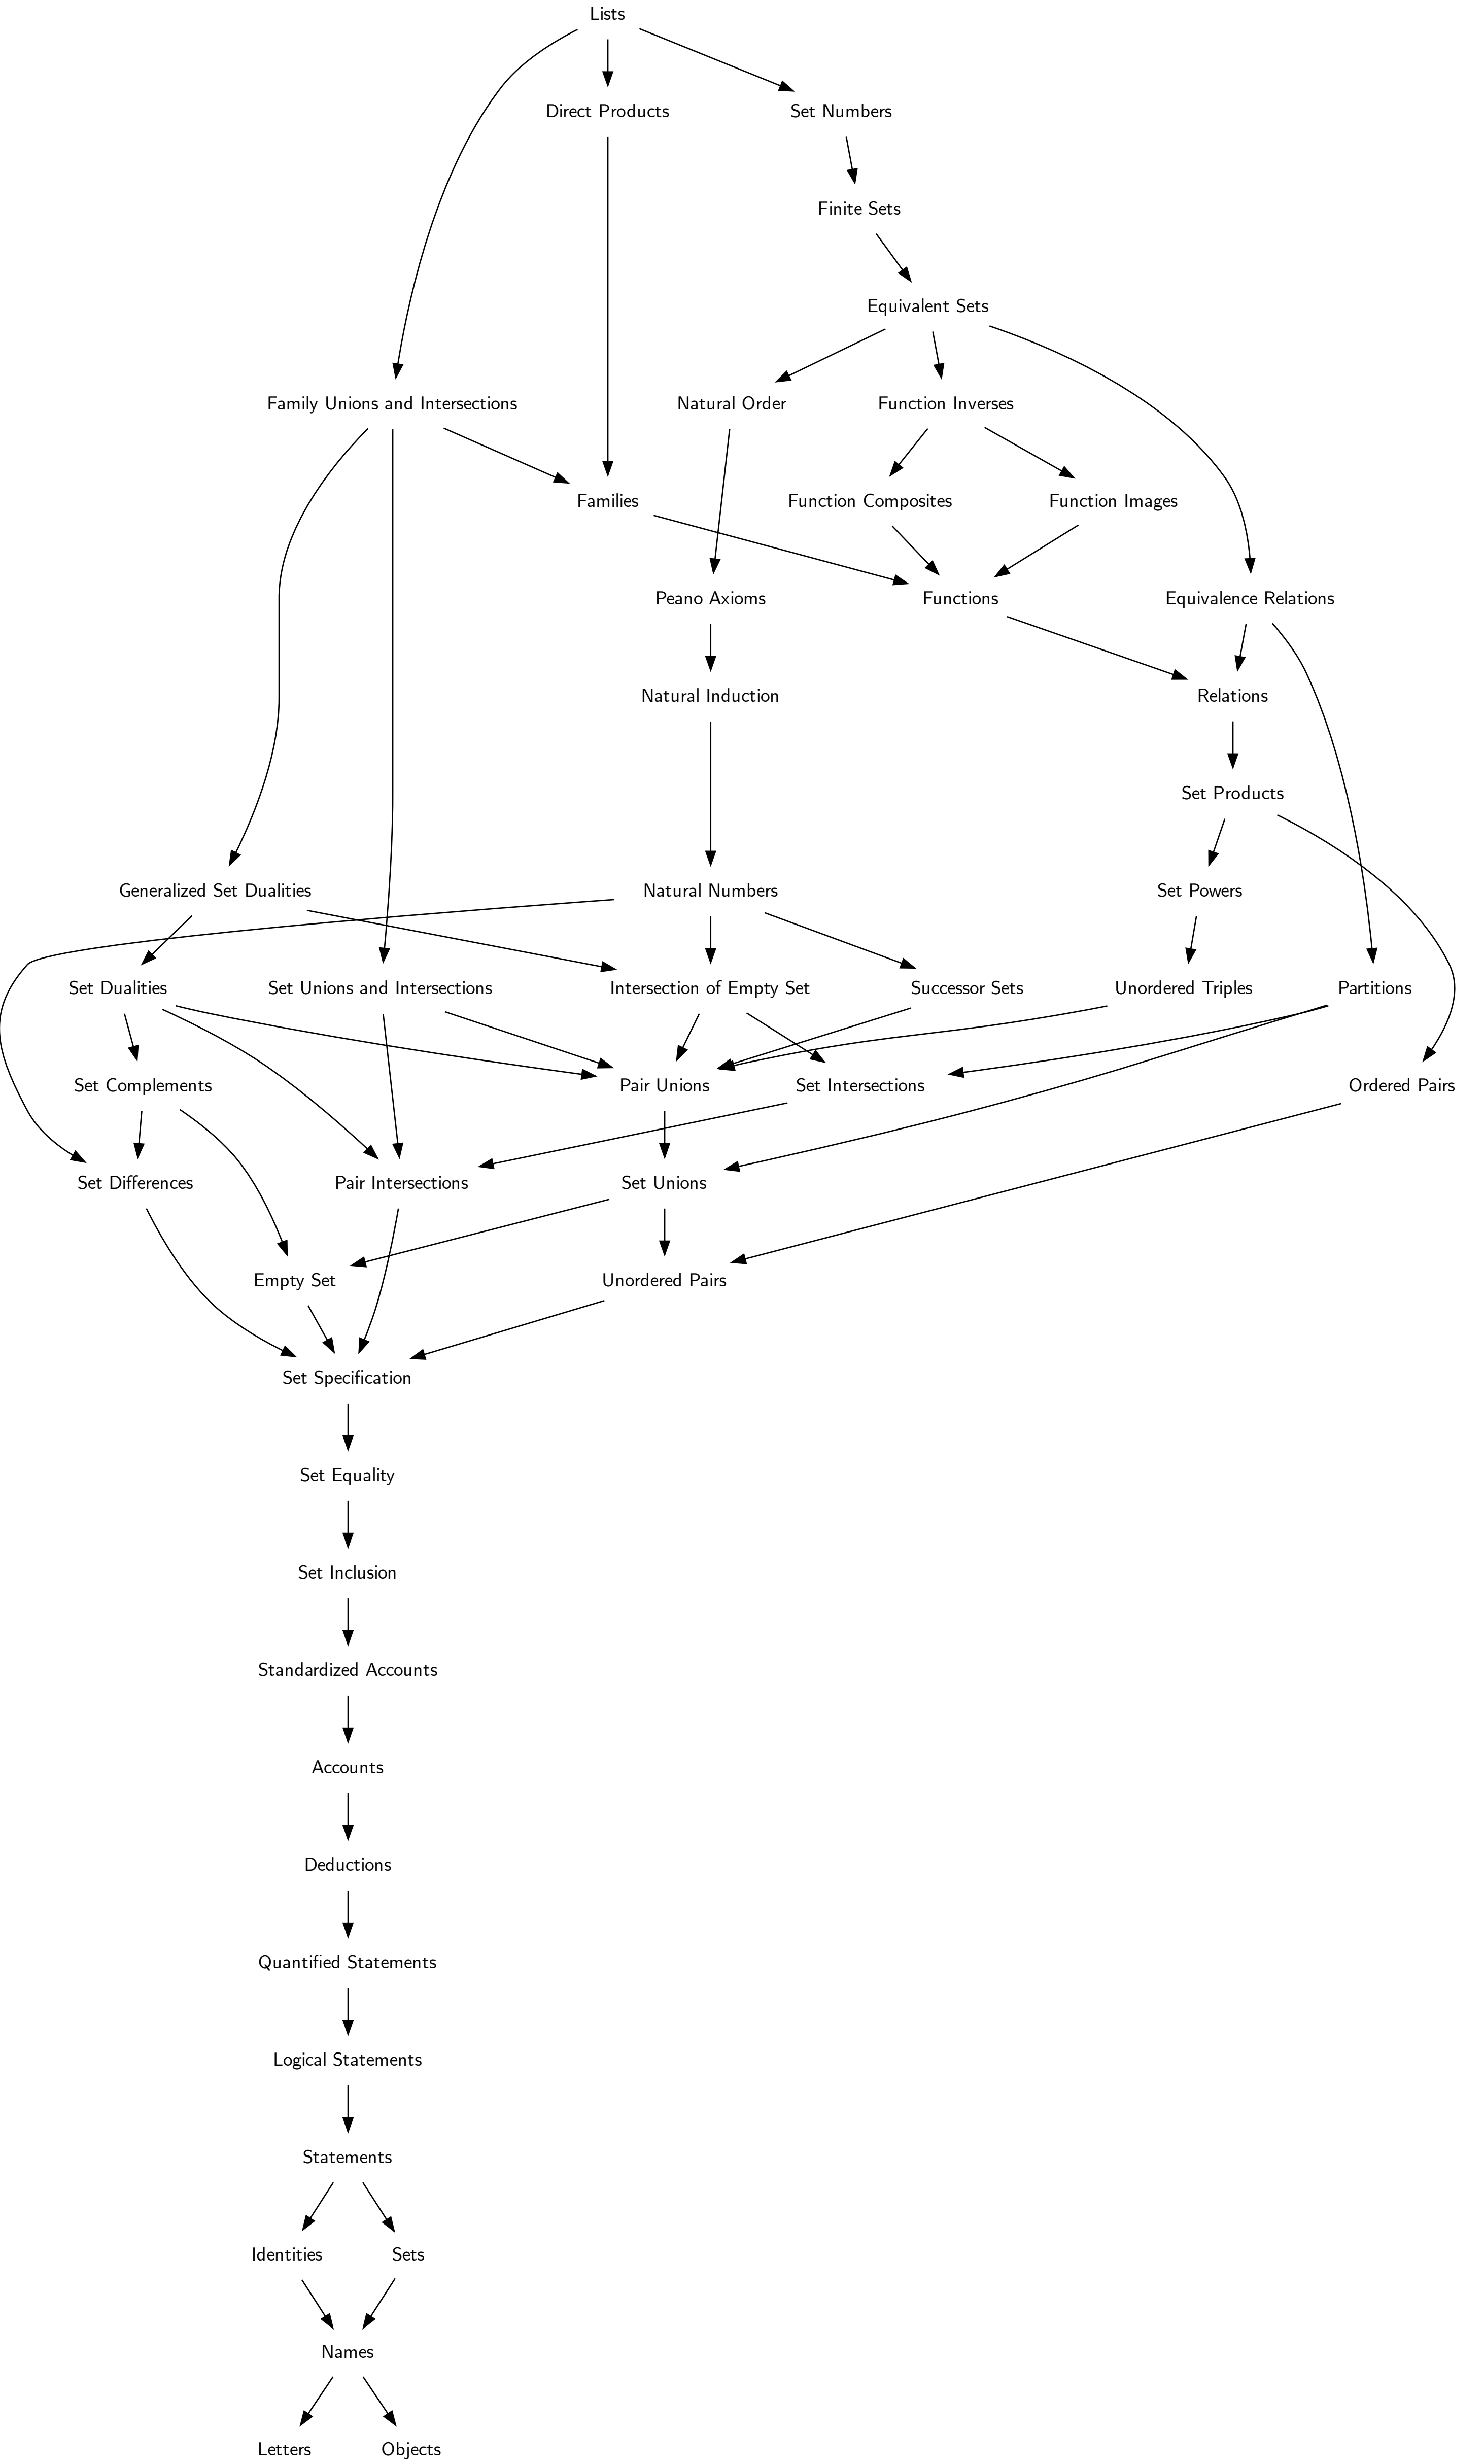 Lists
Direct Products
Set Numbers
Finite Sets
Equivalent Sets
Family Unions and Intersections
Natural Order
Function Inverses
Families
Function Composites
Function Images
Peano Axioms
Functions
Equivalence Relations
Natural Induction
Relations
Set Products
Generalized Set Dualities
Natural Numbers
Set Powers
Set Dualities
Set Unions and Intersections
Intersection of Empty Set
Successor Sets
Unordered Triples
Partitions
Set Complements
Pair Unions
Set Intersections
Ordered Pairs
Set Differences
Pair Intersections
Set Unions
Empty Set
Unordered Pairs
Set Specification
Set Equality
Set Inclusion
Standardized Accounts
Accounts
Deductions
Quantified Statements
Logical Statements
Statements
Identities
Sets
Names
Letters
Objects